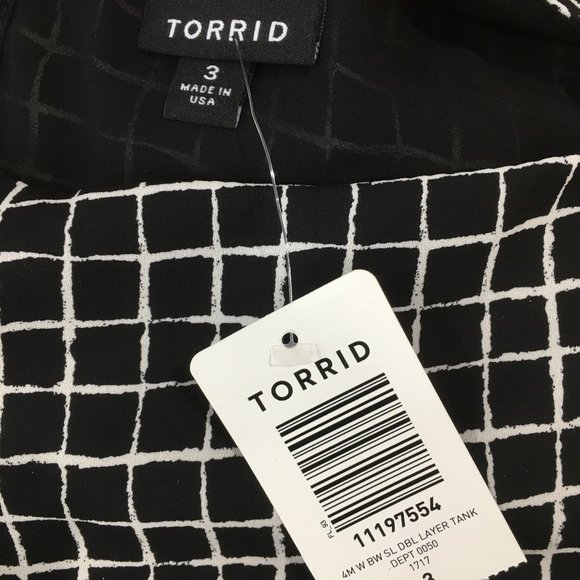 TORRID
3
MADE IN
USA
TORRID
11197554
4M W BW SL DBL LAYER TANK
DEPT 0050
1717
3